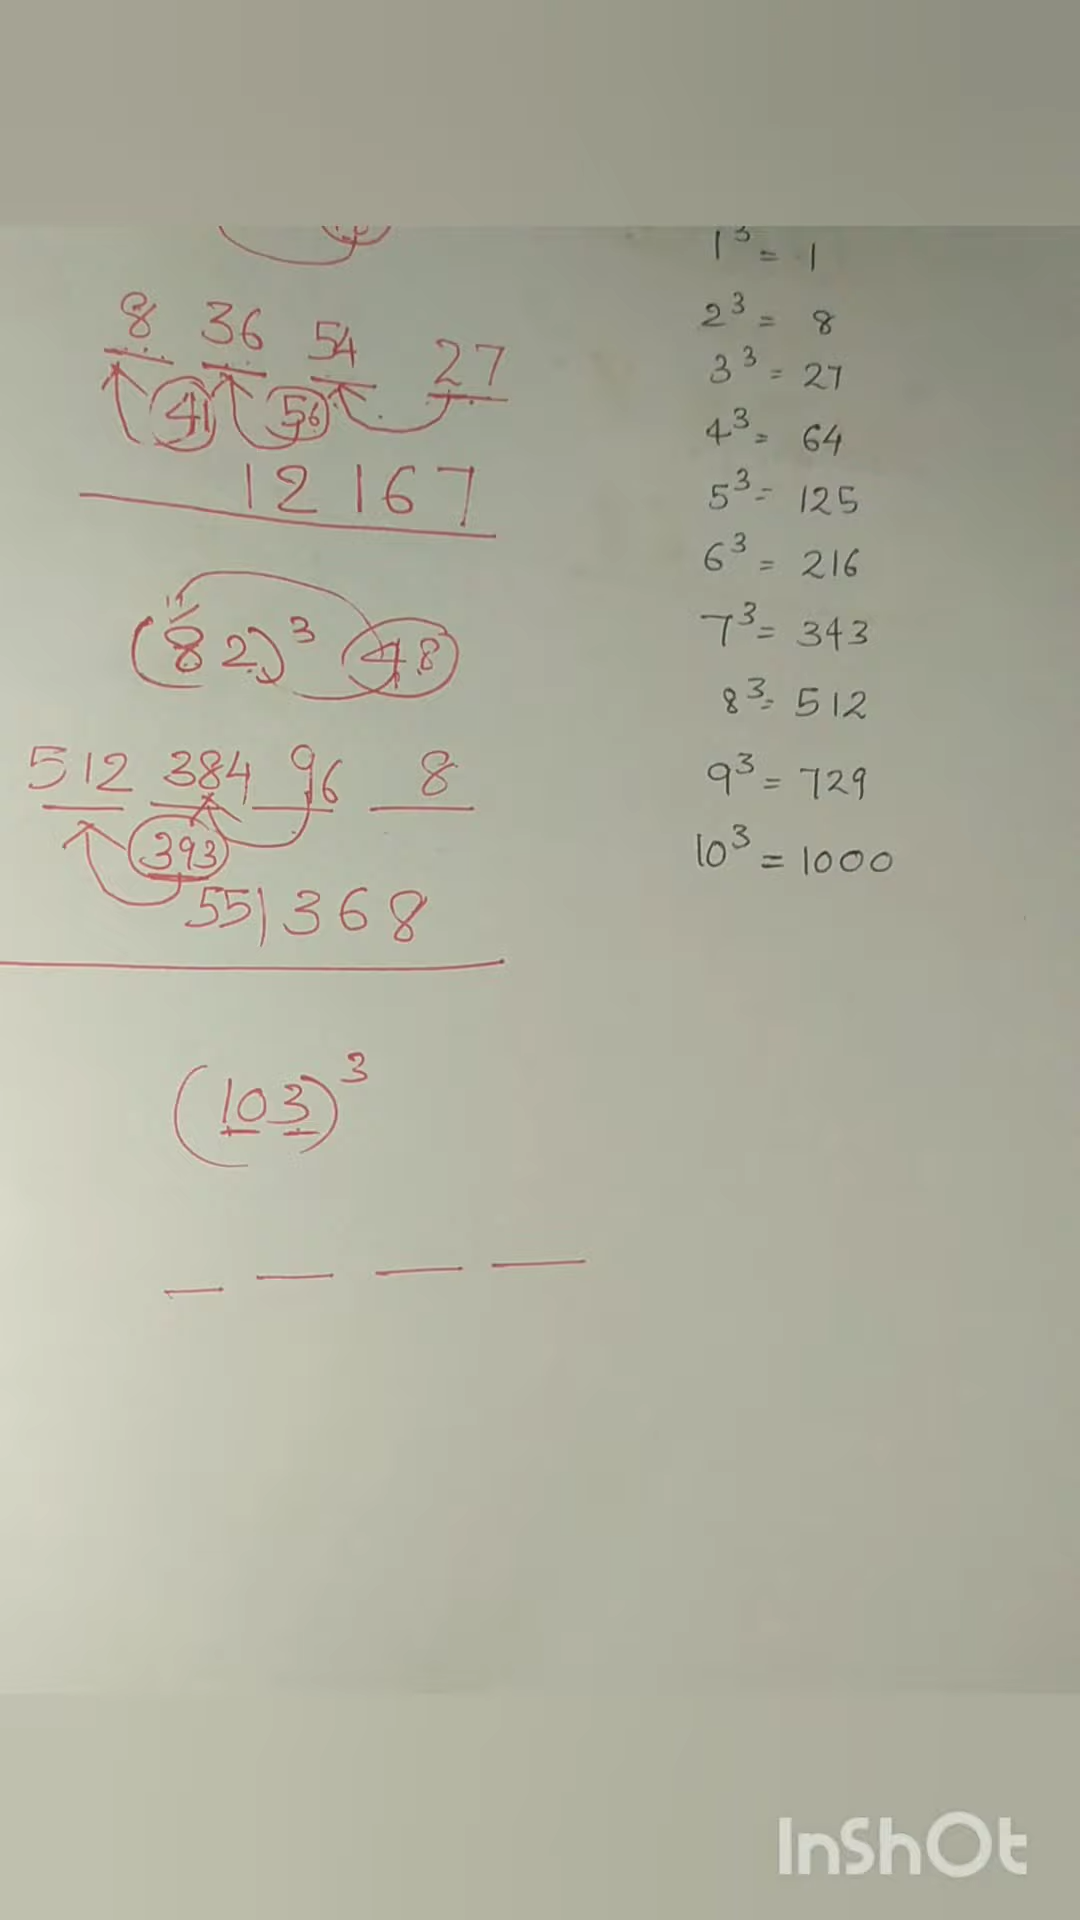 8 36 54 27
41 56
12167
(82)³ 48
512 384 96 8
393
551368
(103)³
1³ = 1
2³ = 8
3³ = 27
4³ = 64
5³ = 125
6³ = 216
7³ = 343
8³ = 512
9³ = 729
10³ = 1000
InShOt